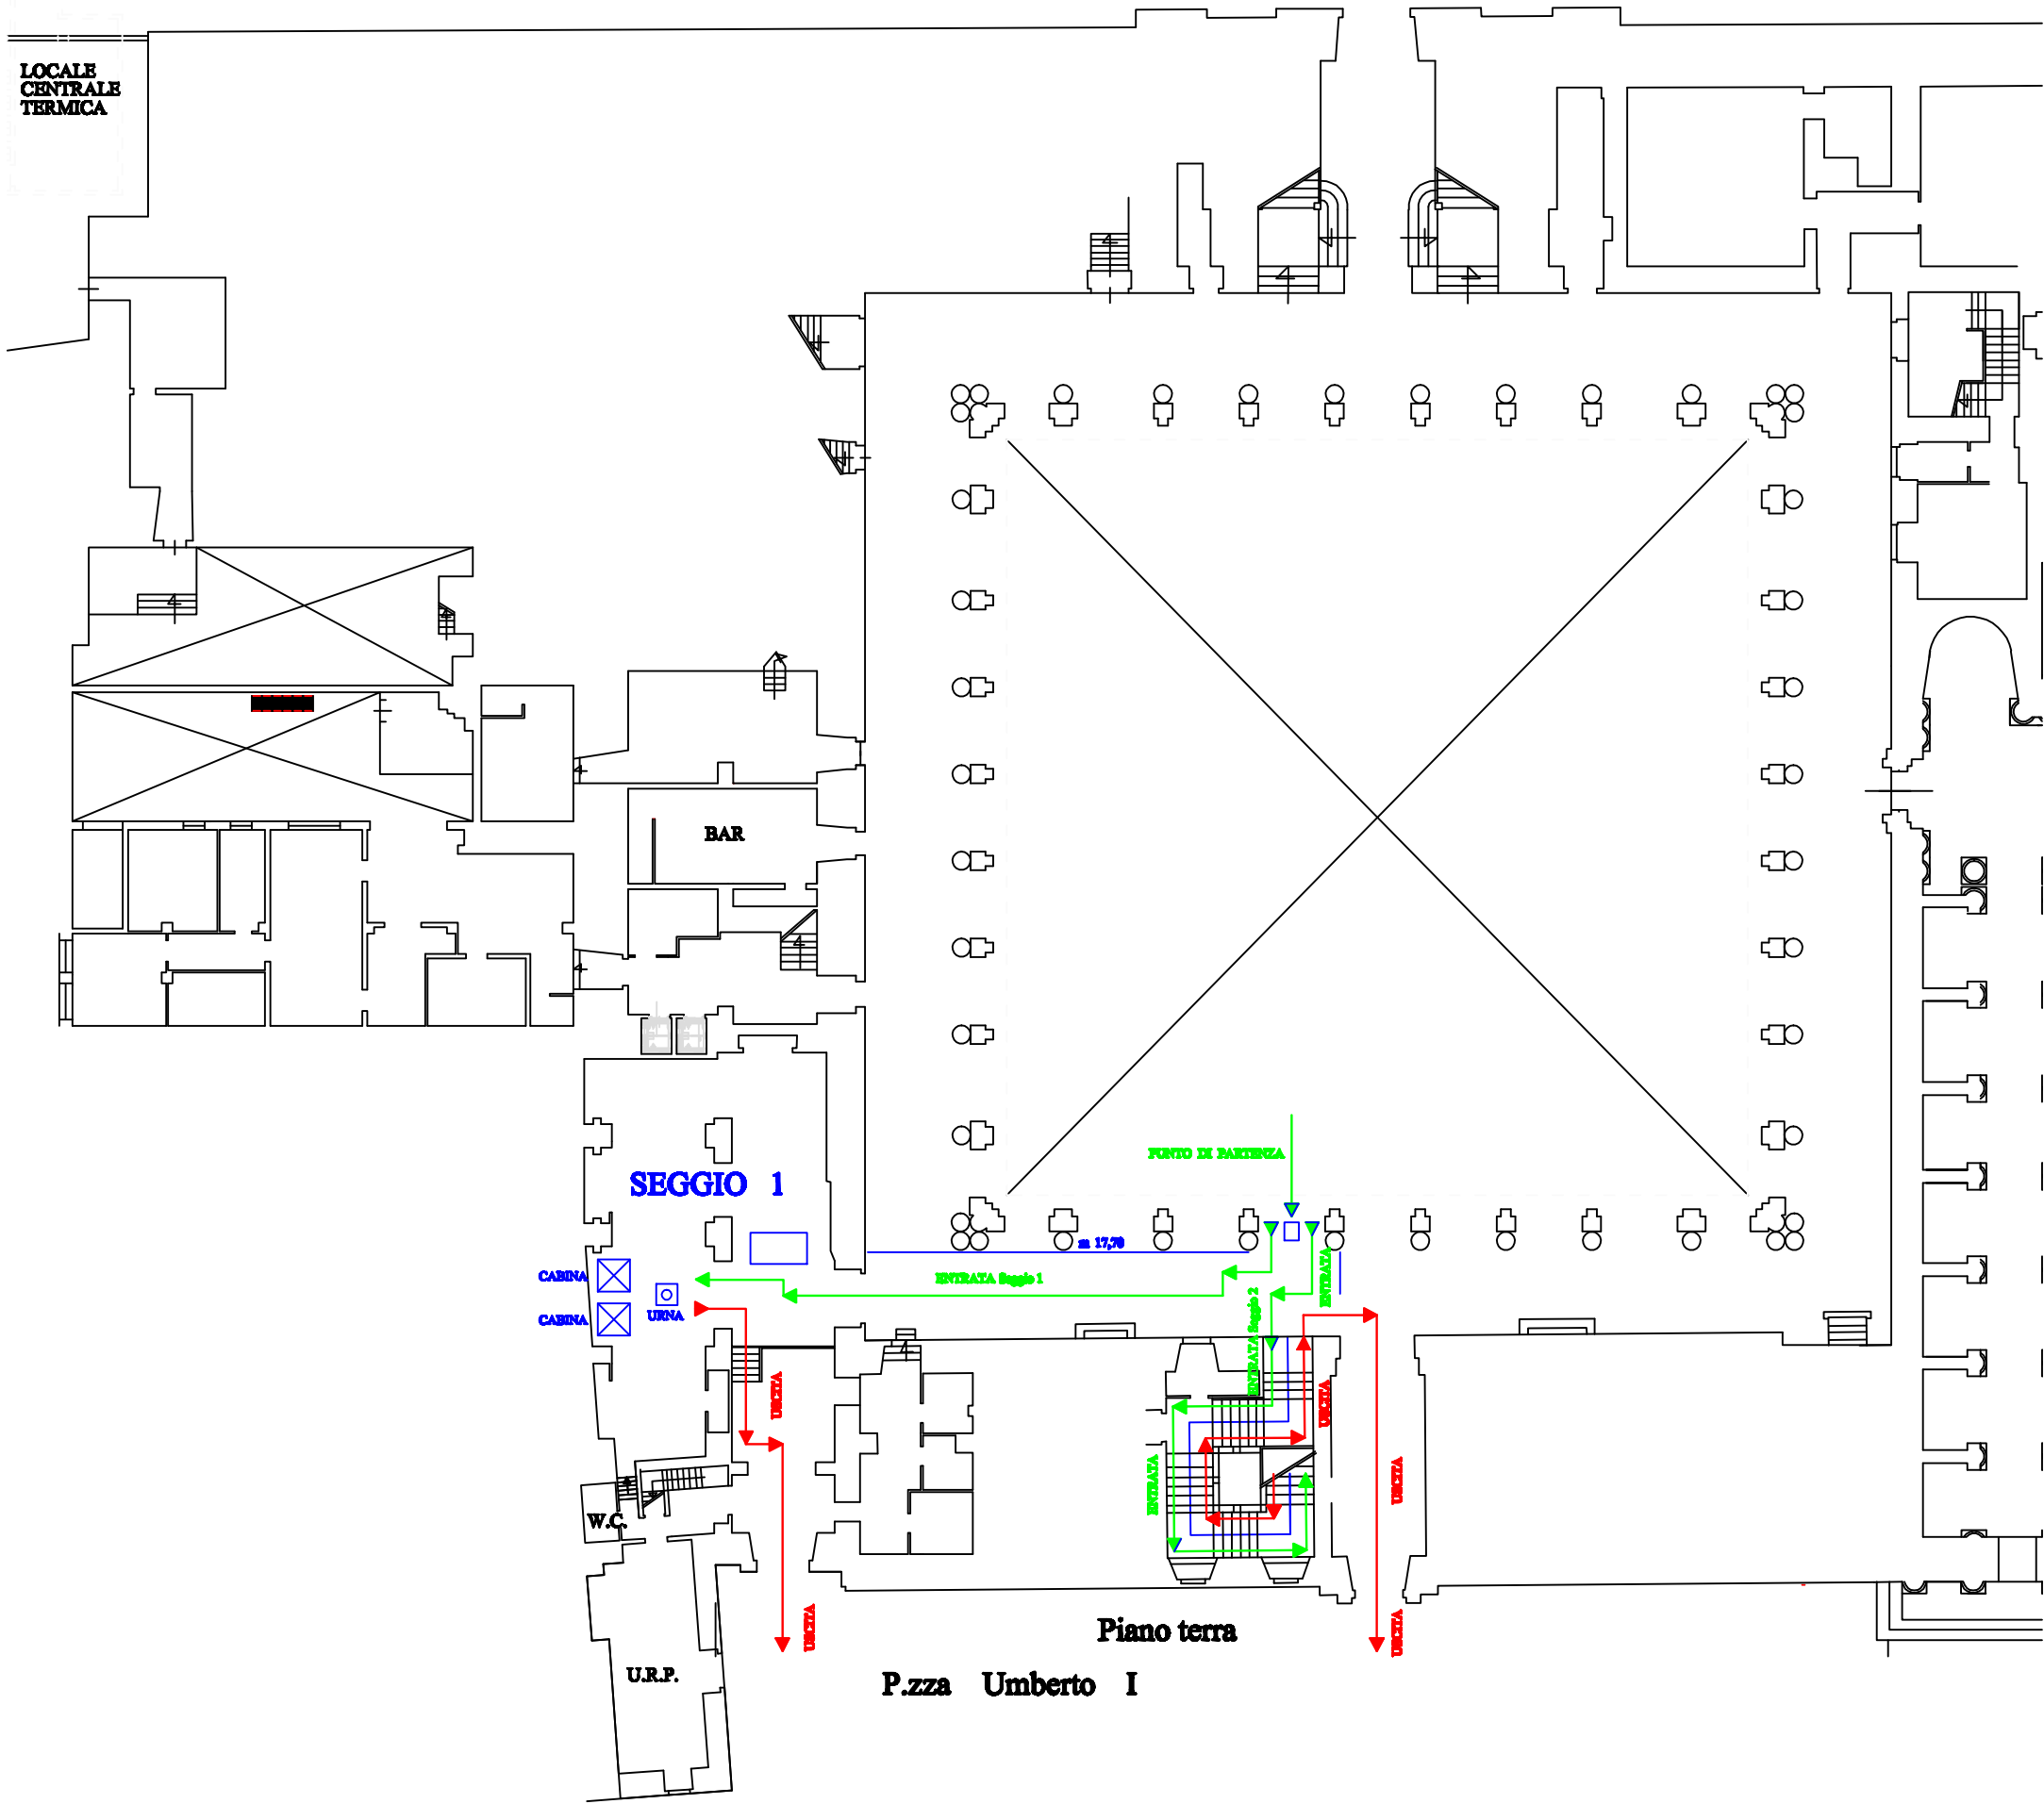 LOCALE
CENTRALE
TERMICA
BAR
PUNTO DI PARTENZA
SEGGIO 1
m 17,70
CABINA
ENTRATA Seggio 1
ENTRATA
URNA
CABINA
ENTRATA Seggio 2
USCITA
USCITA
ENTRATA
USCITA
W.C.
USCITA
USCITA
Piano terra
U.R.P.
P.zza Umberto I